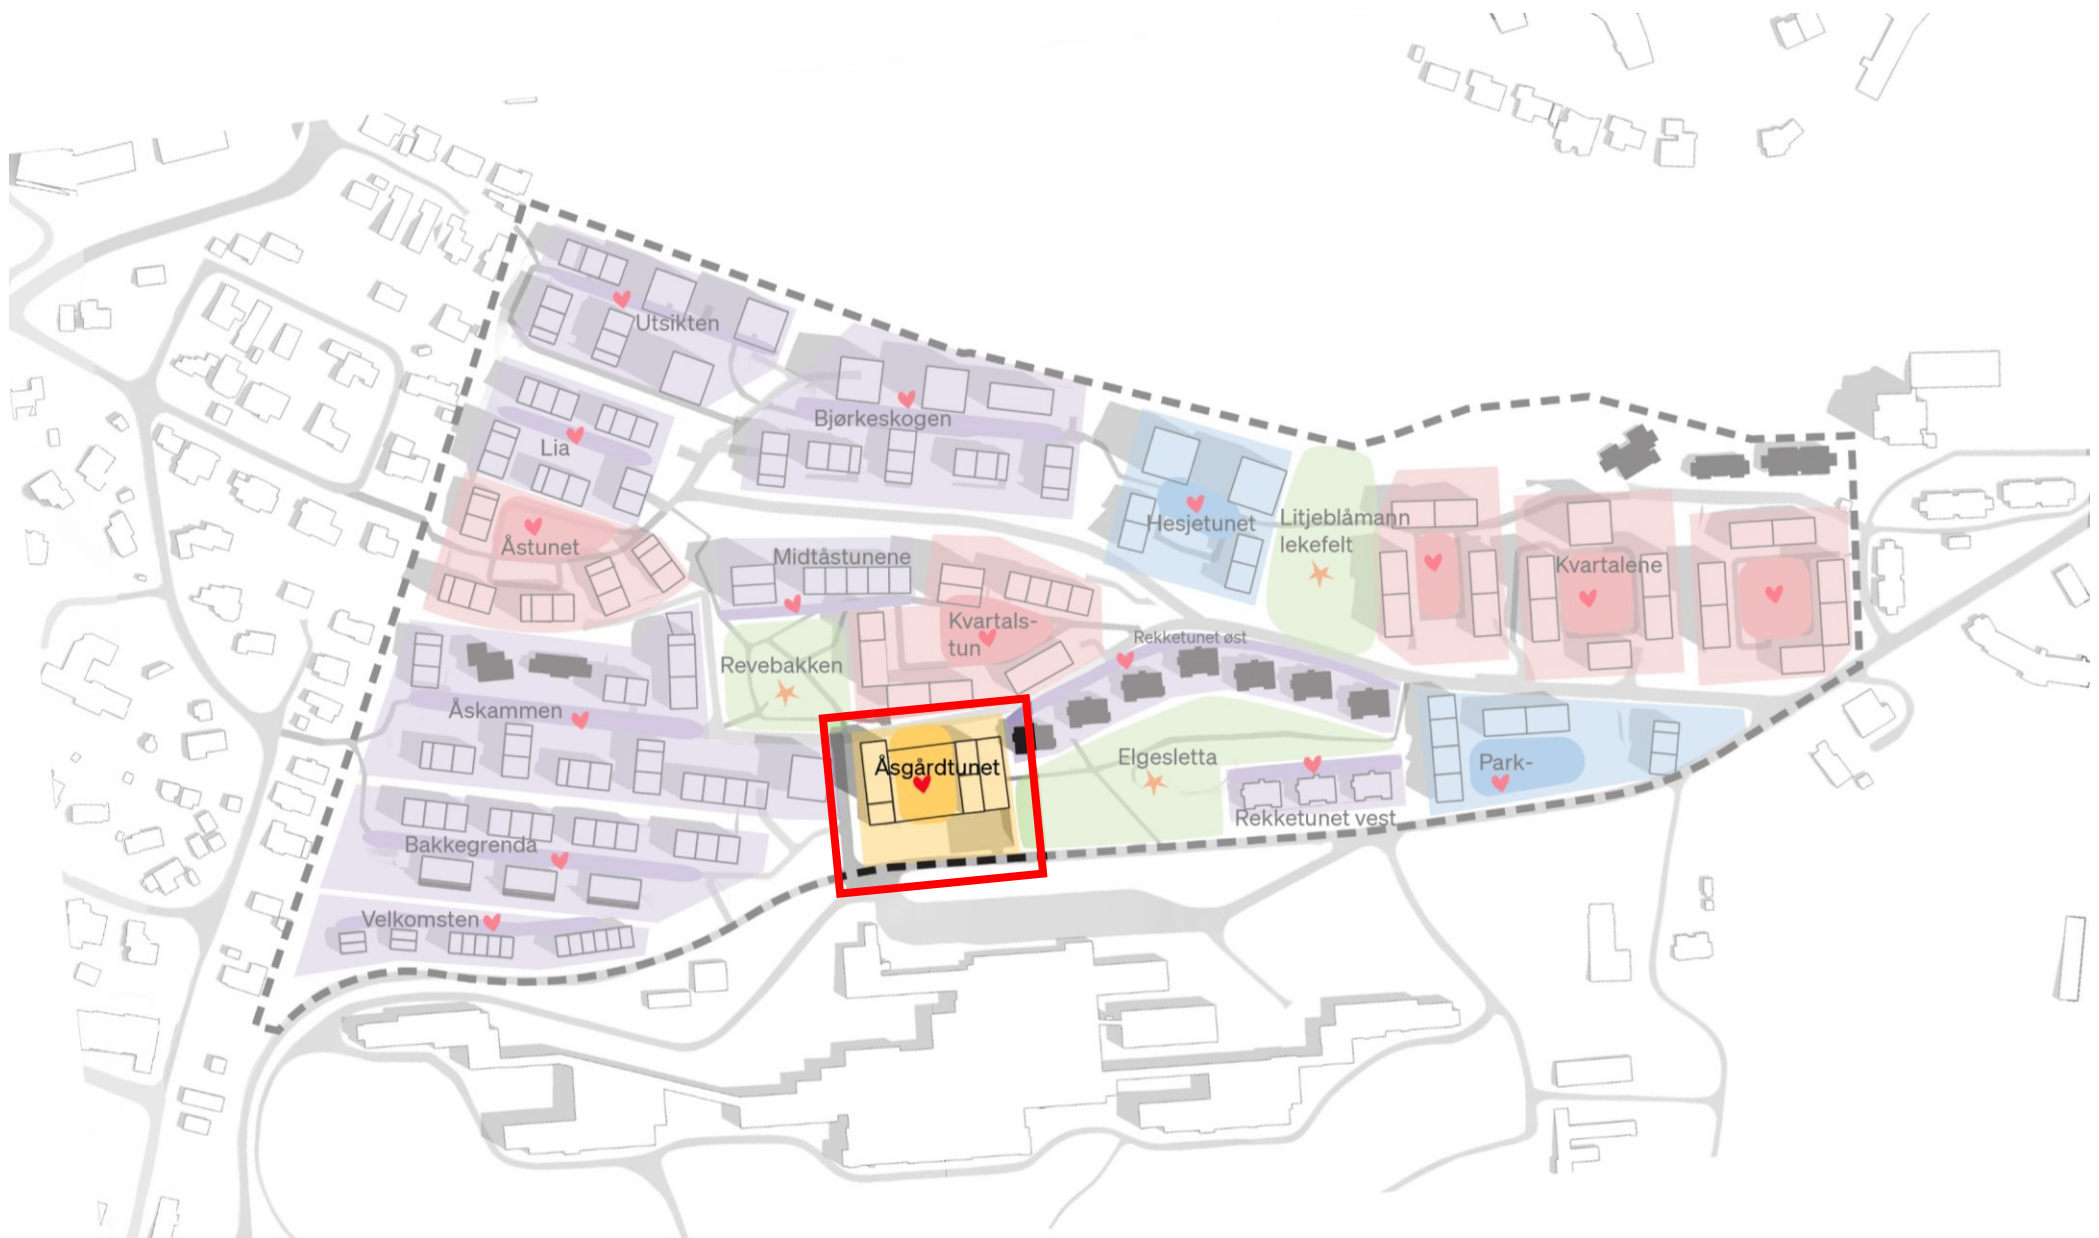 Utsikten
Bjørkeskogen
Lia
Hesjetunet
Litjeblåmann
lekefelt
Åstunet
Midtåstunene
Kvartalene
Kvartals-
tun
Rekketunet øst
Revebakken
Åskammen
Elgesletta
Park-
Åsgårdtunet
Rekketunet vest
Bakkegrenda
Velkomsten